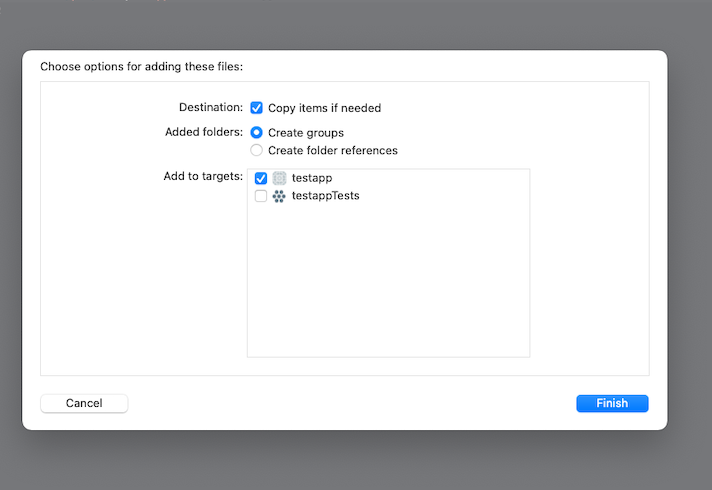 Choose options for adding these files:
Destination: Copy items if needed
Added folders: Create groups
Create folder references
Add to targets: testapp
testappTests
Cancel Finish